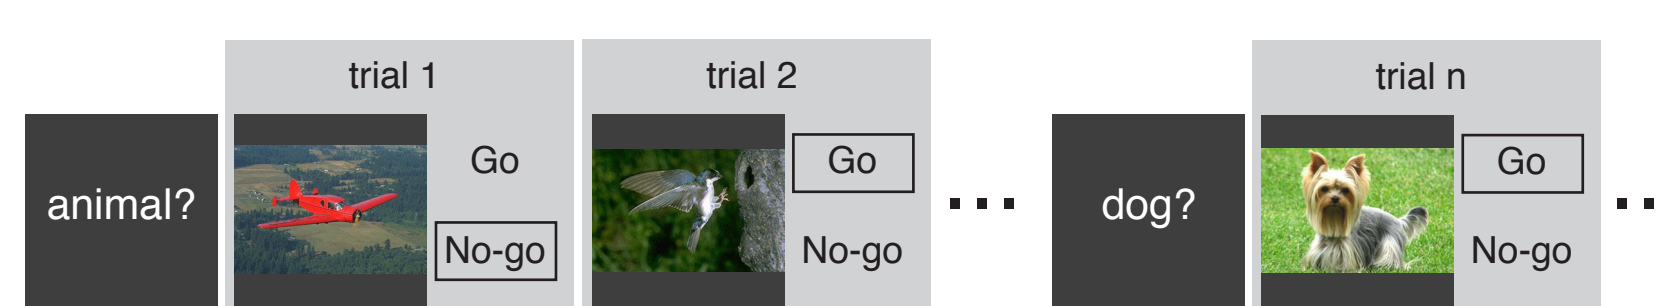 animal?
trial 1
Go
No-go
trial 2
Go
No-go
dog?
trial n
Go
No-go